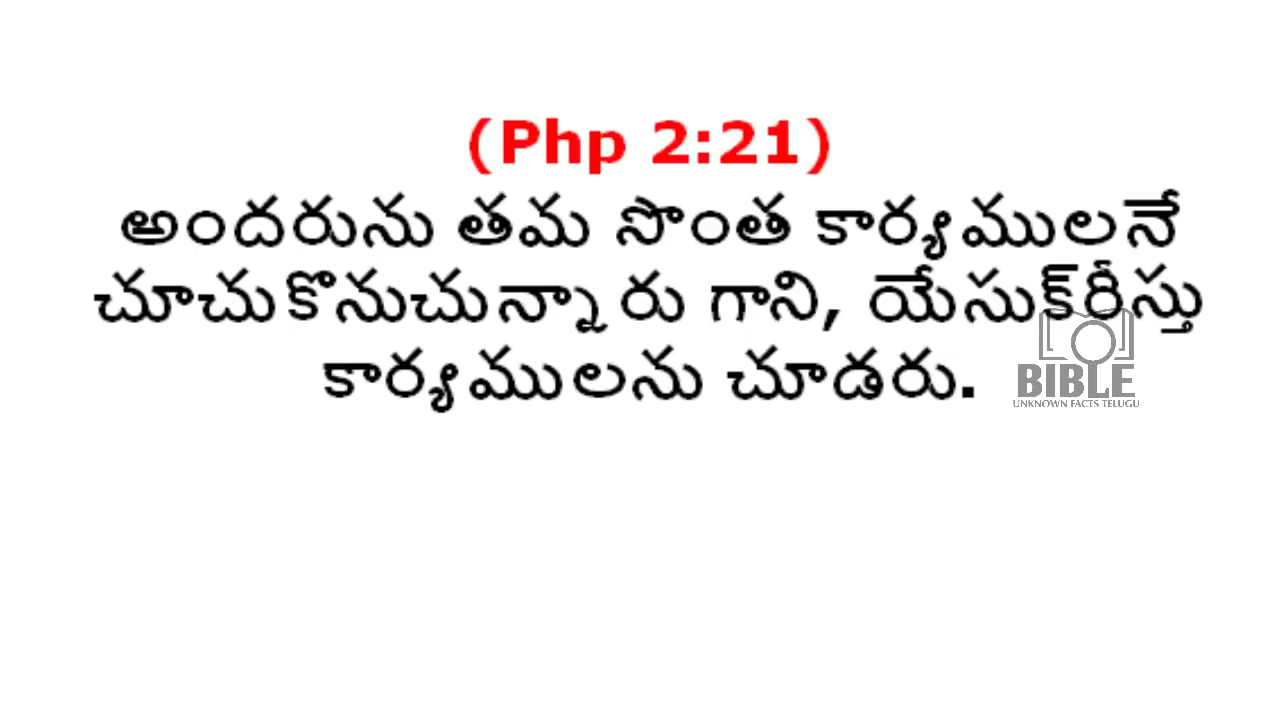 (Php 2:21)
అందరును తమ సొంత కార్యములనే
చూచుకొనుచున్నారు గాని, యేసుక్‌రీస్తు
కార్యములను చూడరు.
BIBLE
UNKNOWN FACTS TELUGU